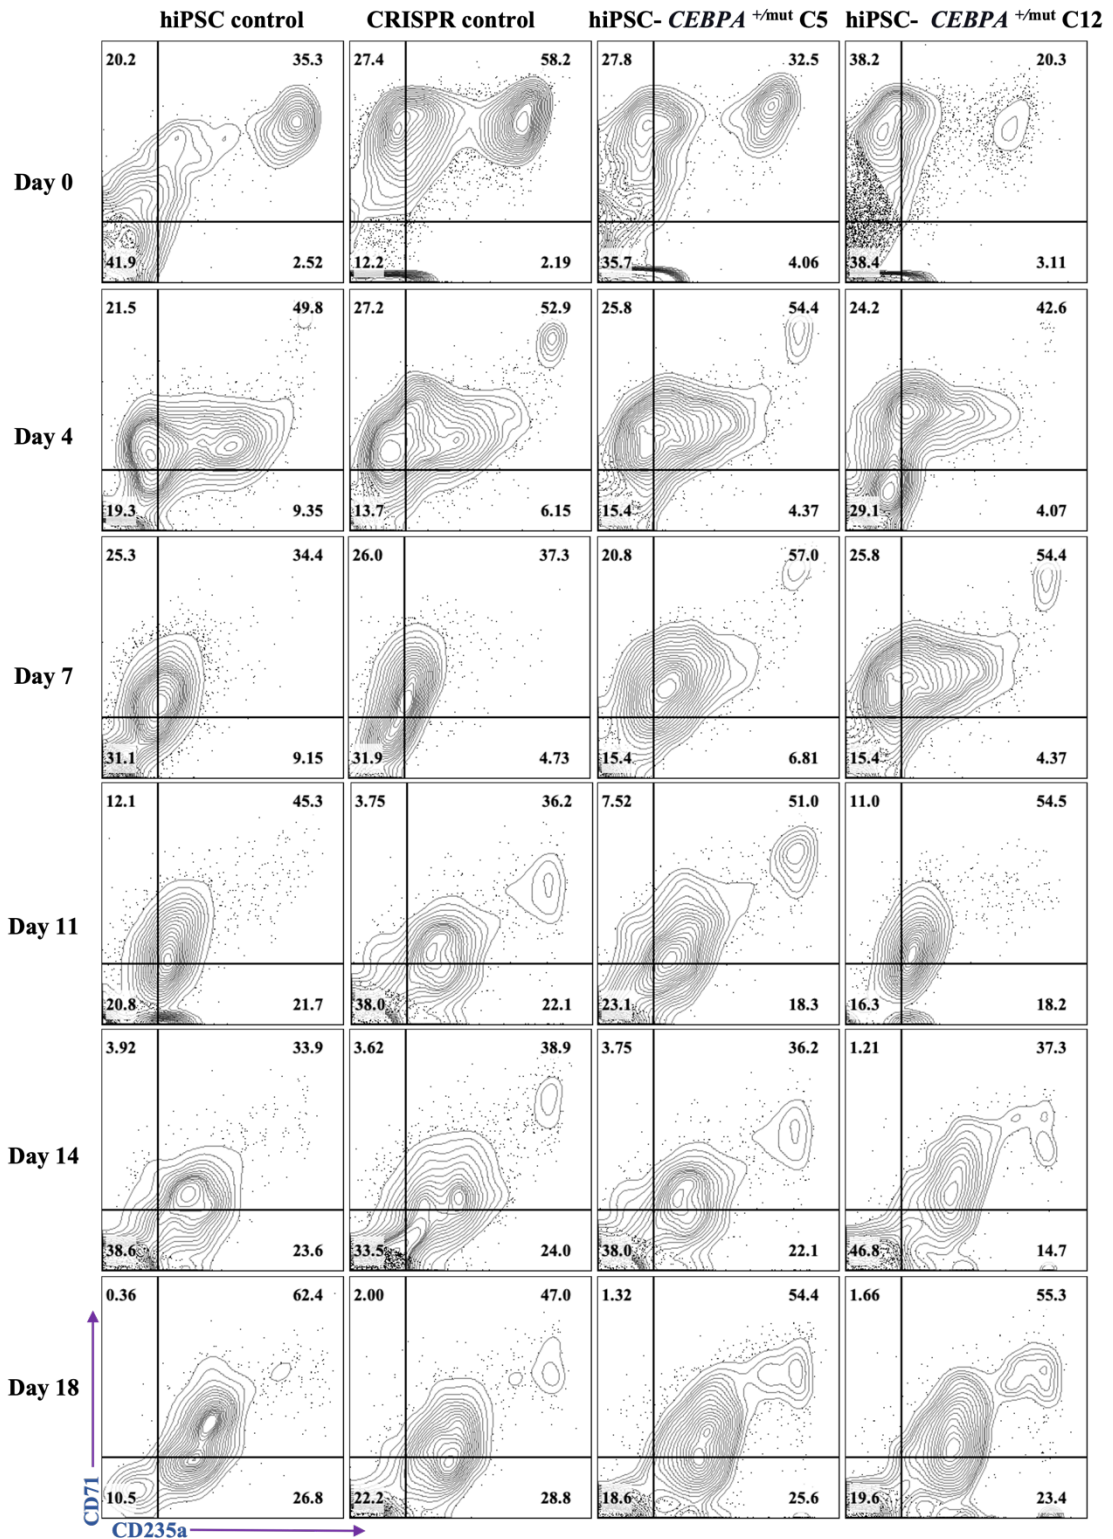 hiPSC control CRISPR control hiPSC- CEBPA +/mut C5 hiPSC- CEBPA +/mut C12
20.2 35.3 27.4 58.2 27.8 32.5 38.2 20.3
Day 0
41.9 2.52 12.2 2.19 35.7 4.06 38.4 3.11
21.5 49.8 27.2 52.9 25.8 54.4 24.2 42.6
Day 4
19.3 9.35 13.7 6.15 15.4 4.37 29.1 4.07
25.3 34.4 26.0 37.3 20.8 57.0 25.8 54.4
Day 7
31.1 9.15 31.9 4.73 15.4 6.81 15.4 4.37
12.1 45.3 3.75 36.2 7.52 51.0 11.0 54.5
Day 11
20.8 21.7 38.0 22.1 23.1 18.3 16.3 18.2
3.92 33.9 3.62 38.9 3.75 36.2 1.21 37.3
Day 14
38.6 23.6 33.5 24.0 38.0 22.1 46.8 14.7
0.36 62.4 2.00 47.0 1.32 54.4 1.66 55.3
Day 18
10.5 26.8 22.2 28.8 18.6 25.6 19.6 23.4
CD71
CD235a